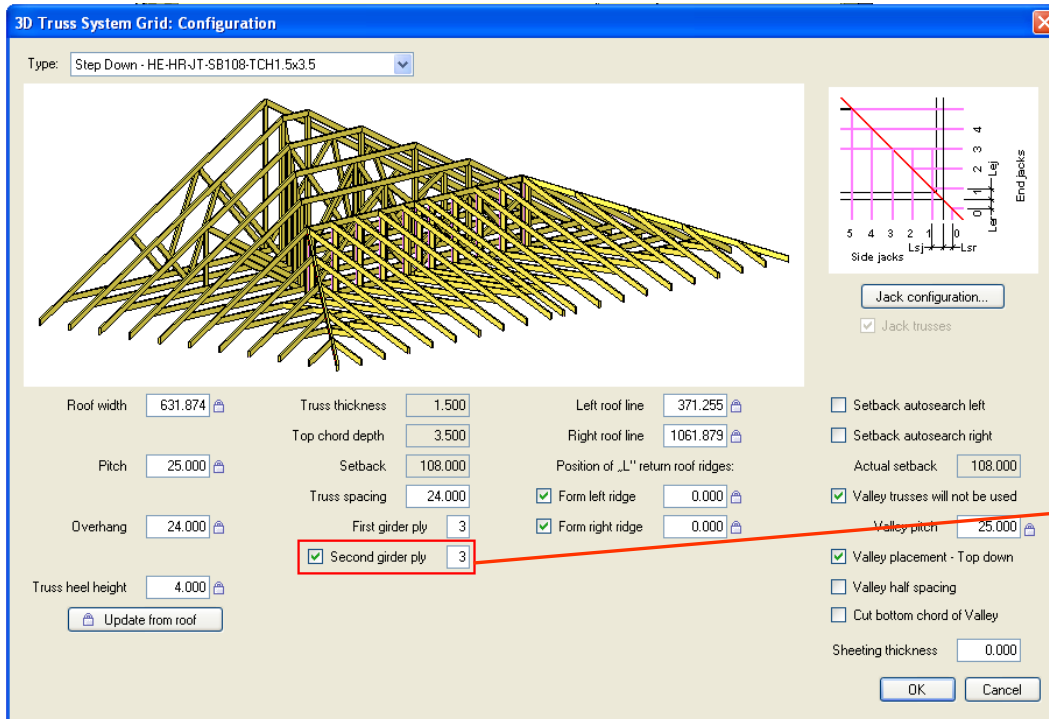 3D Truss System Grid: Configuration
Type: Step Down - HE-HR-JT-SB108-TCH1.5x3.5
4
3
2
1
0
Lej
Ler
End jacks
5 4 3 2 1 0
Lsj Lsr
Side jacks
Jack configuration...
Jack trusses
Roof width 631.874 Truss thickness 1.500 Left roof line 371.255 Setback autosearch left
Top chord depth 3.500 Right roof line 1061.879 Setback autosearch right
Pitch 25.000 Setback 108.000 Position of „L" return roof ridges: Actual setback 108.000
Truss spacing 24.000 Form left ridge 0.000 Valley trusses will not be used
Overhang 24.000 First girder ply 3 Form right ridge 0.000 Valley pitch 25.000
Second girder ply 3 Valley placement - Top down
Truss heel height 4.000 Valley half spacing
Update from roof Cut bottom chord of Valley
Sheeting thickness 0.000
OK Cancel